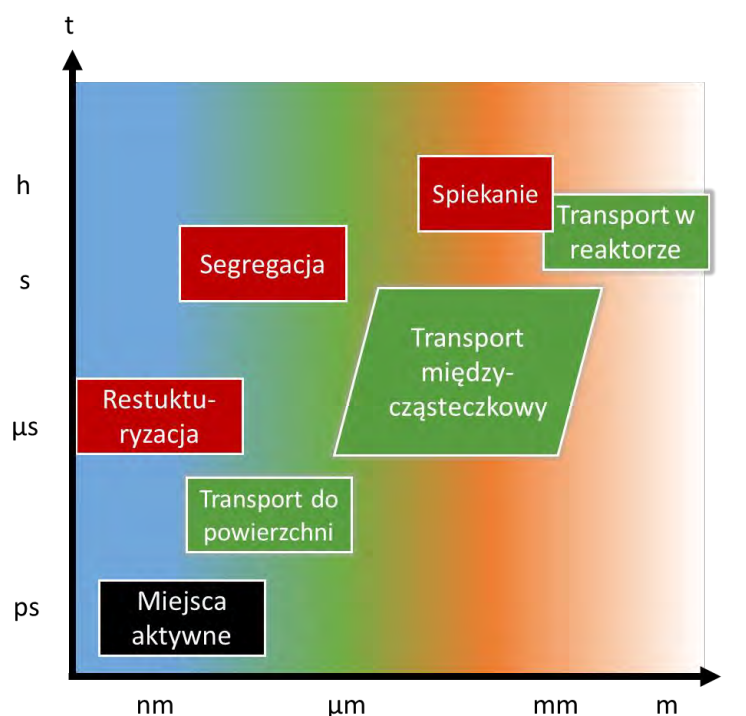 t
h
s
µs
ps
Spiekanie
Transport w
reaktorze
Segregacja
Transport
między-
cząsteczkowy
Restuktu-
ryzacja
Transport do
powierzchni
Miejsca
aktywne
nm
µm
mm
m